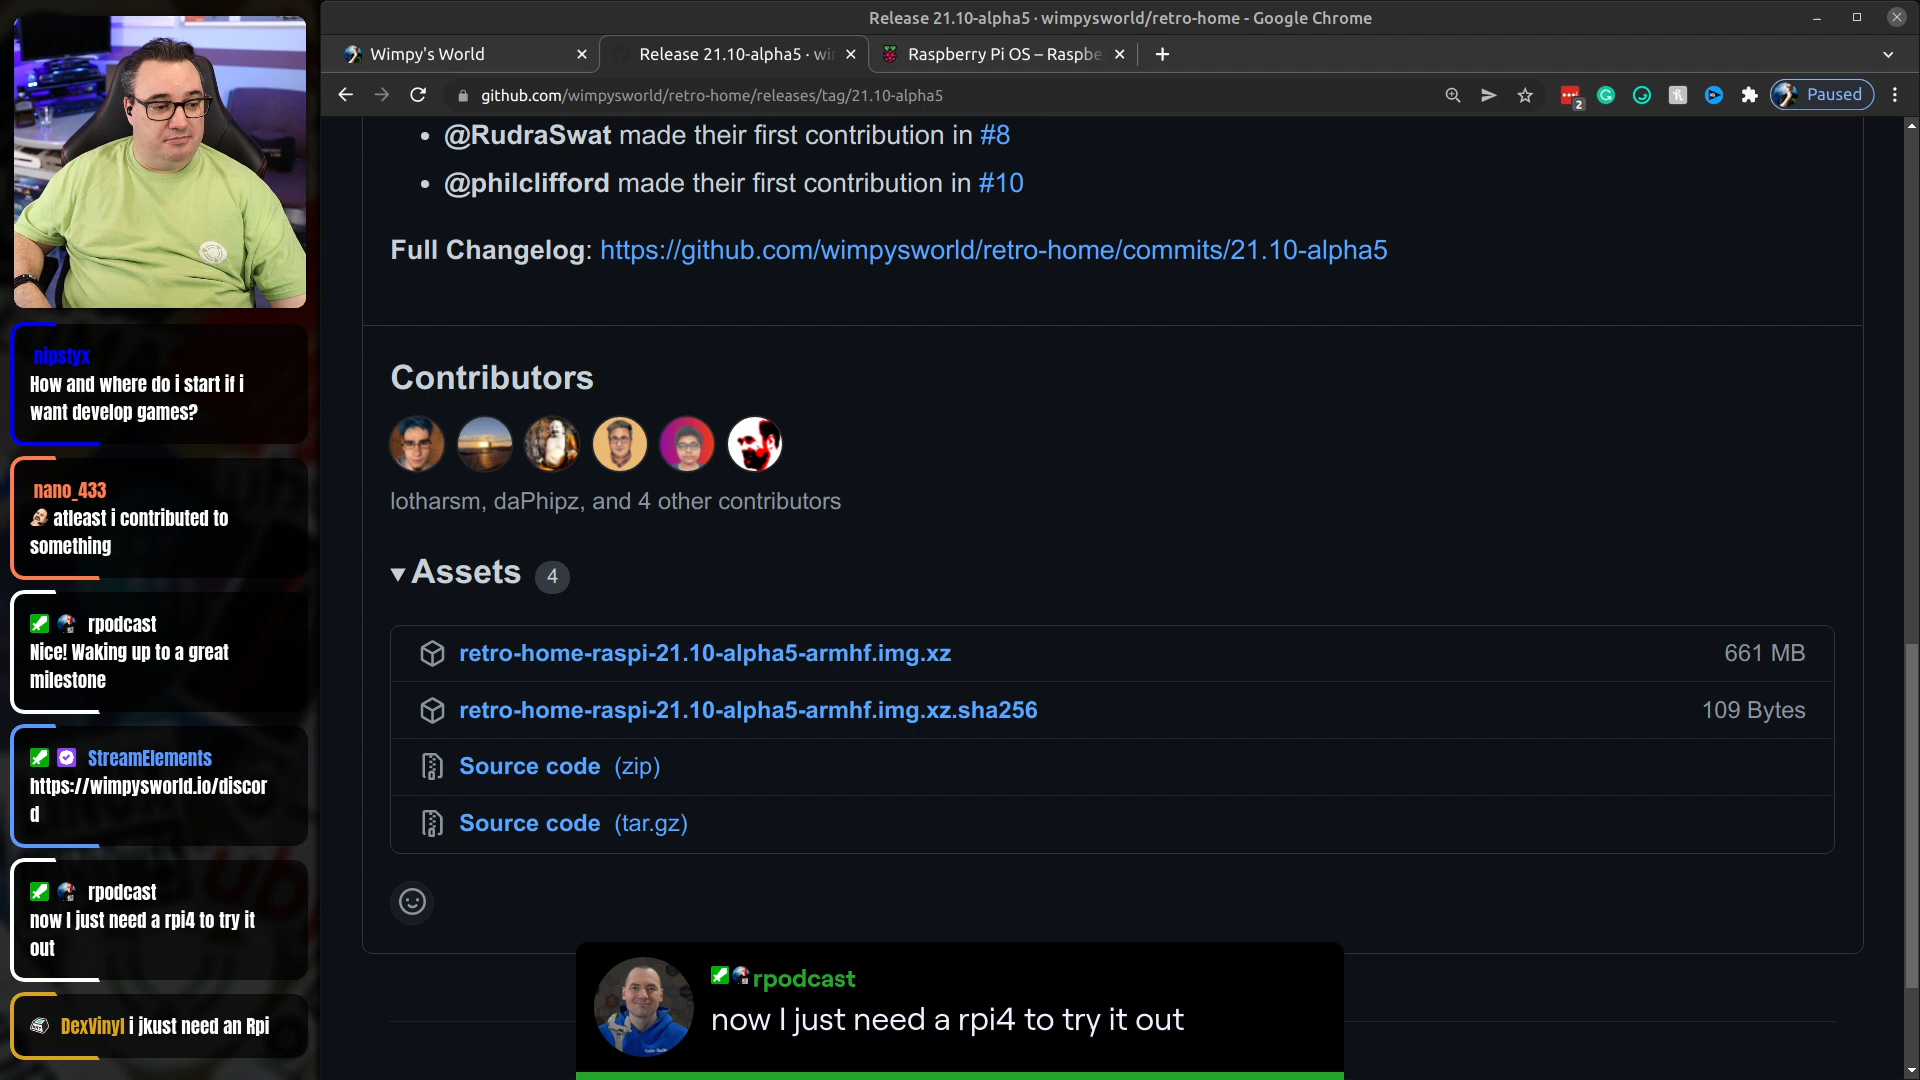 Release 21.10-alpha5 · wimpysworld/retro-home - Google Chrome
Wimpy's World
Release 21.10-alpha5 · wi
Raspberry Pi OS – Raspbe
github.com/wimpysworld/retro-home/releases/tag/21.10-alpha5
2
Paused
@RudraSwat made their first contribution in #8
@philclifford made their first contribution in #10
Full Changelog: https://github.com/wimpysworld/retro-home/commits/21.10-alpha5
Contributors
lotharsm, daPhipz, and 4 other contributors
Assets 4
retro-home-raspi-21.10-alpha5-armhf.img.xz 661 MB
retro-home-raspi-21.10-alpha5-armhf.img.xz.sha256 109 Bytes
Source code (zip)
Source code (tar.gz)
nipstyx
How and where do i start if i
want develop games?
nano_433
atleast i contributed to
something
rpodcast
Nice! Waking up to a great
milestone
StreamElements
https://wimpysworld.io/discor
d
rpodcast
now I just need a rpi4 to try it
out
DexVinyl i jkust need an Rpi
rpodcast
now I just need a rpi4 to try it out